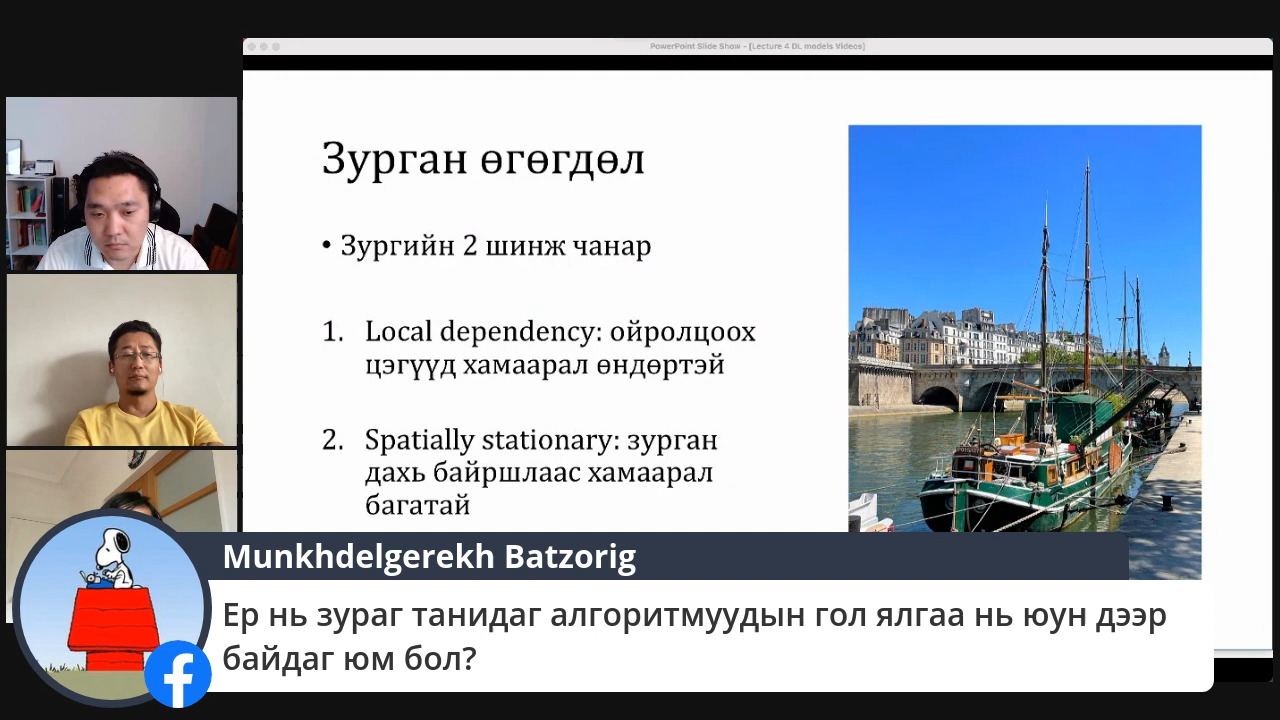 PowerPoint Slide Show - [Lecture 4 DL models Videos]
Зурган өгөгдөл
• Зургийн 2 шинж чанар
1. Local dependency: ойролцоох
цэгүүд хамаарал өндөртэй
2. Spatially stationary: зурган
дахь байршлаас хамаарал
багатай
Munkhdelgerekh Batzorig
Ер нь зураг танидаг алгоритмуудын гол ялгаа нь юун дээр
байдаг юм бол?